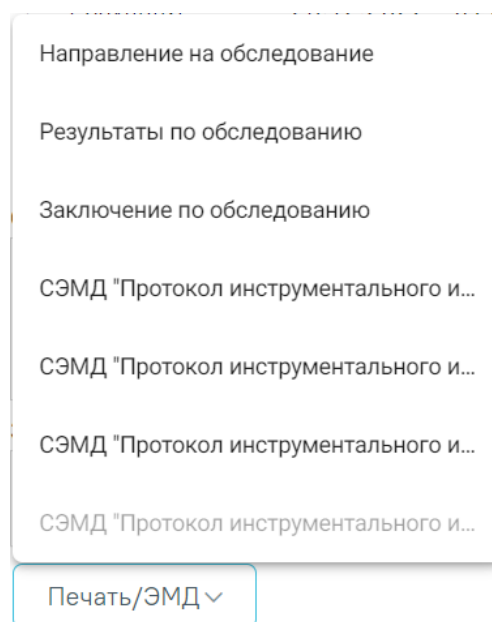 Направление на обследование
Результаты по обследованию
Заключение по обследованию
СЭМД "Протокол инструментального и...
СЭМД "Протокол инструментального и...
СЭМД "Протокол инструментального и...
СЭМД "Протокол инструментального и...
Печать/ЭМД